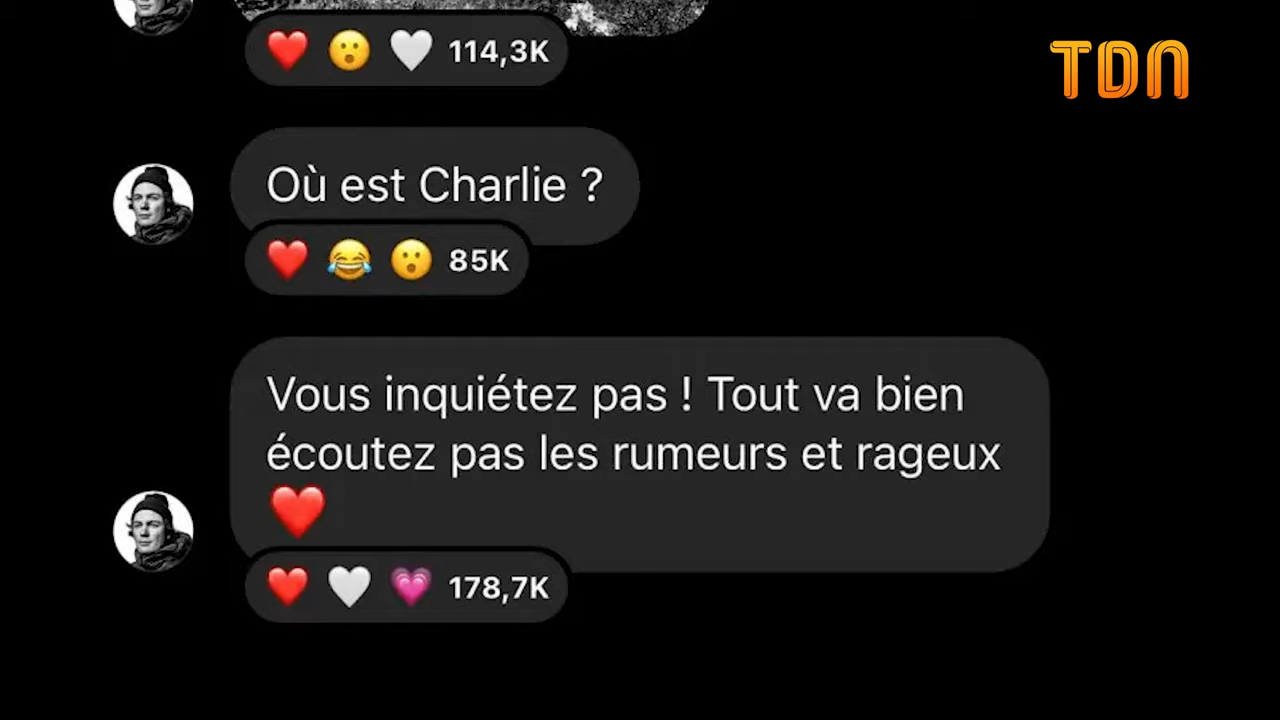 114,3K
TDN
Où est Charlie ?
85K
Vous inquiétez pas ! Tout va bien
écoutez pas les rumeurs et rageux
178,7K